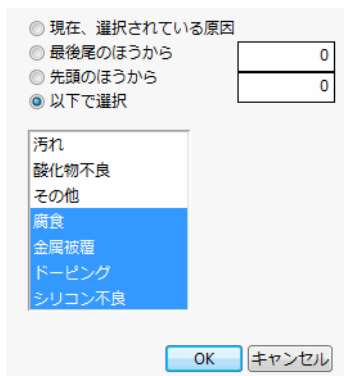 現在、選択されている原因
最後尾のほうから 0
先頭のほうから 0
以下で選択
汚れ
酸化物不良
その他
腐食
金属被覆
ドーピング
シリコン不良
OK キャンセル